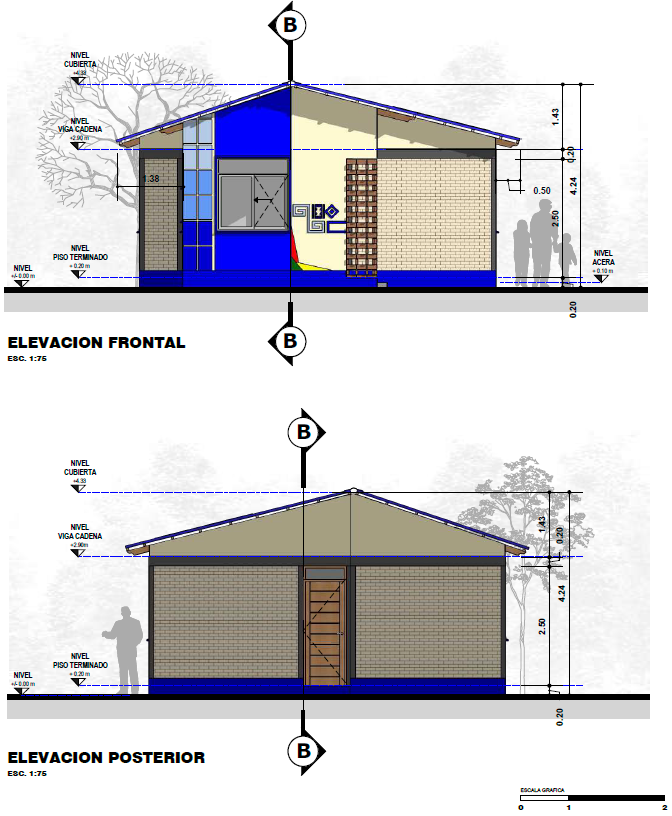 B
NIVEL
CUBIERTA
+4.38
NIVEL
VIGA CADENA
+2.90 m
1.38
1.43
0.20
4.24
0.50
2.50
NIVEL
PISO TERMINADO
+ 0.20 m
NIVEL
+/- 0.00 m
NIVEL
ACERA
+ 0.10 m
0.20
ELEVACION FRONTAL
ESC. 1:75
B
B
NIVEL
CUBIERTA
+4.33
NIVEL
VIGA CADENA
+2.90m
1.43
0.20
4.24
2.50
NIVEL
PISO TERMINADO
+ 0.20 m
NIVEL
+/- 0.00 m
0.20
B
ELEVACION POSTERIOR
ESC. 1:75
ESCALA GRAFICA
0 1 2